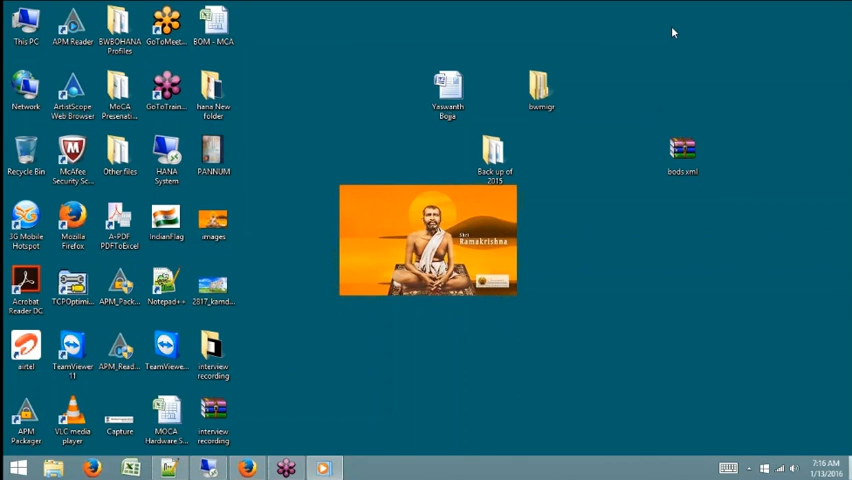 This PC
APM Reader
BWBOHANA
Profiles
GoToMeet...
BOM - MCA
Network
ArtistScope
Web Browser
MoCA
Presenati...
GoToTrain...
hana New
folder
Recycle Bin
McAfee
Security Sc...
Other files
HANA
System
PANNUM
3G Mobile
Hotspot
Mozilla
Firefox
A-PDF
PDFToExcel
IndianFlag
images
Acrobat
Reader DC
TCPOptimi...
APM_Pack...
Notepad++
2817_kamd...
airtel
TeamViewer
11
APM_Read...
TeamViewe...
interview
recording
APM
Packager
VLC media
player
Capture
MOCA
Hardware S...
interview
recording
Yaswanth
Bojja
bwmigr
Back up of
2015
bods xml
Shri
Ramakrishna
7:16 AM
1/13/2016